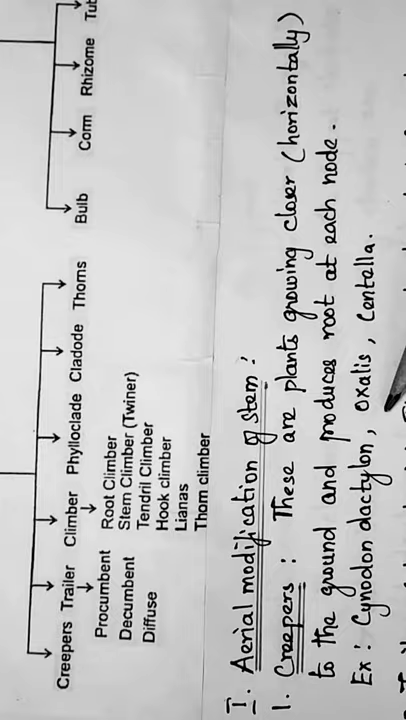 Creepers Trailer Climber Phylloclade Cladode Thorns
Bulb Corm Rhizome
Procumbent
Decumbent
Diffuse
Root Climber
Stem Climber (Twiner)
Tendril Climber
Hook climber
Lianas
Thorn climber
I. Aerial modification of stem:
1. Creepers: These are plants growing closer (horizontally)
to the ground and produces root at each node.
Ex: Cynodon dactylon, oxalis, Centella.